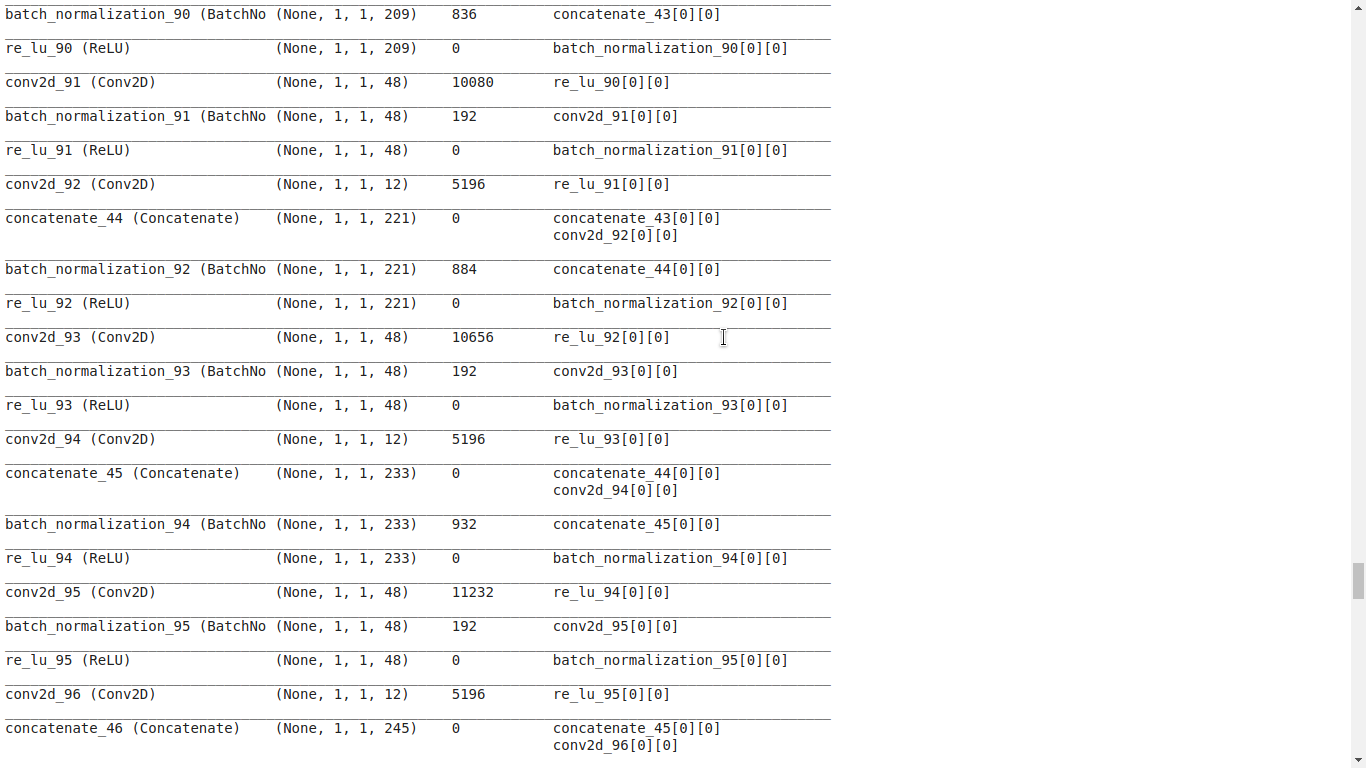 batch_normalization_90 (BatchNo (None, 1, 1, 209)    836         concatenate_43[0][0]
re_lu_90 (ReLU)                 (None, 1, 1, 209)    0           batch_normalization_90[0][0]
conv2d_91 (Conv2D)              (None, 1, 1, 48)     10080       re_lu_90[0][0]
batch_normalization_91 (BatchNo (None, 1, 1, 48)     192         conv2d_91[0][0]
re_lu_91 (ReLU)                 (None, 1, 1, 48)     0           batch_normalization_91[0][0]
conv2d_92 (Conv2D)              (None, 1, 1, 12)     5196        re_lu_91[0][0]
concatenate_44 (Concatenate)    (None, 1, 1, 221)    0           concatenate_43[0][0]
                                                                 conv2d_92[0][0]
batch_normalization_92 (BatchNo (None, 1, 1, 221)    884         concatenate_44[0][0]
re_lu_92 (ReLU)                 (None, 1, 1, 221)    0           batch_normalization_92[0][0]
conv2d_93 (Conv2D)              (None, 1, 1, 48)     10656       re_lu_92[0][0]
batch_normalization_93 (BatchNo (None, 1, 1, 48)     192         conv2d_93[0][0]
re_lu_93 (ReLU)                 (None, 1, 1, 48)     0           batch_normalization_93[0][0]
conv2d_94 (Conv2D)              (None, 1, 1, 12)     5196        re_lu_93[0][0]
concatenate_45 (Concatenate)    (None, 1, 1, 233)    0           concatenate_44[0][0]
                                                                 conv2d_94[0][0]
batch_normalization_94 (BatchNo (None, 1, 1, 233)    932         concatenate_45[0][0]
re_lu_94 (ReLU)                 (None, 1, 1, 233)    0           batch_normalization_94[0][0]
conv2d_95 (Conv2D)              (None, 1, 1, 48)     11232       re_lu_94[0][0]
batch_normalization_95 (BatchNo (None, 1, 1, 48)     192         conv2d_95[0][0]
re_lu_95 (ReLU)                 (None, 1, 1, 48)     0           batch_normalization_95[0][0]
conv2d_96 (Conv2D)              (None, 1, 1, 12)     5196        re_lu_95[0][0]
concatenate_46 (Concatenate)    (None, 1, 1, 245)    0           concatenate_45[0][0]
                                                                 conv2d_96[0][0]